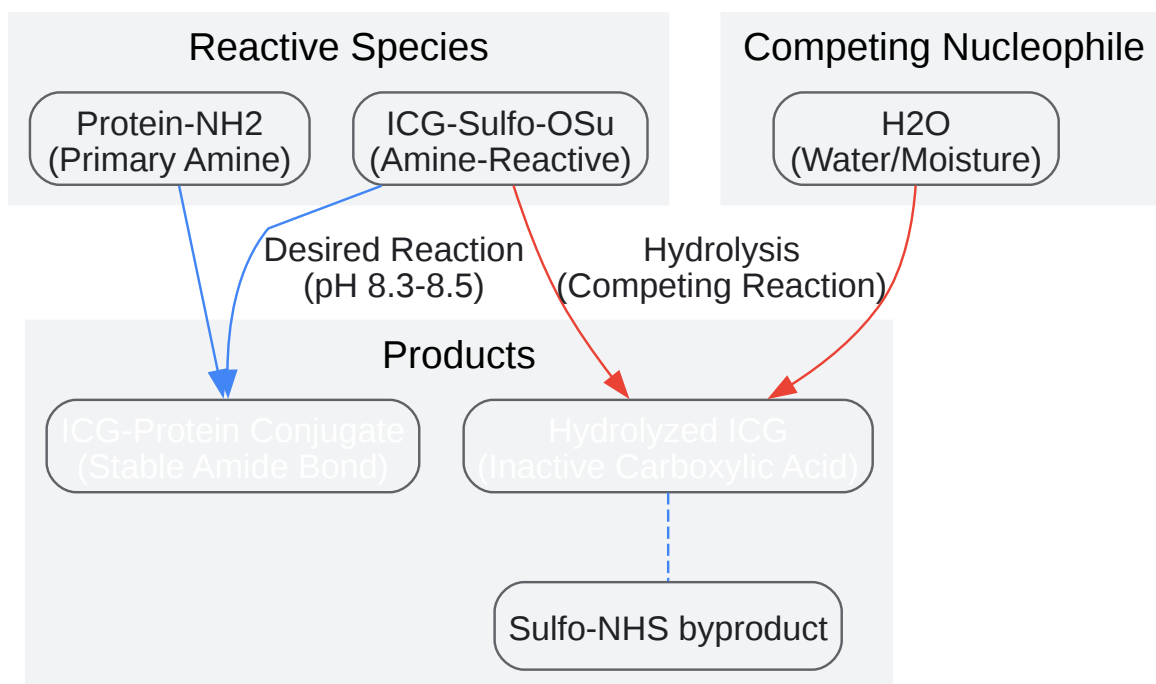 Reactive Species
Competing Nucleophile
Protein-NH2
(Primary Amine)
ICG-Sulfo-OSu
(Amine-Reactive)
H2O
(Water/Moisture)
Desired Reaction
(pH 8.3-8.5)
Hydrolysis
(Competing Reaction)
Products
ICG-Protein Conjugate
(Stable Amide Bond)
Hydrolyzed ICG
(Inactive Carboxylic Acid)
Sulfo-NHS byproduct